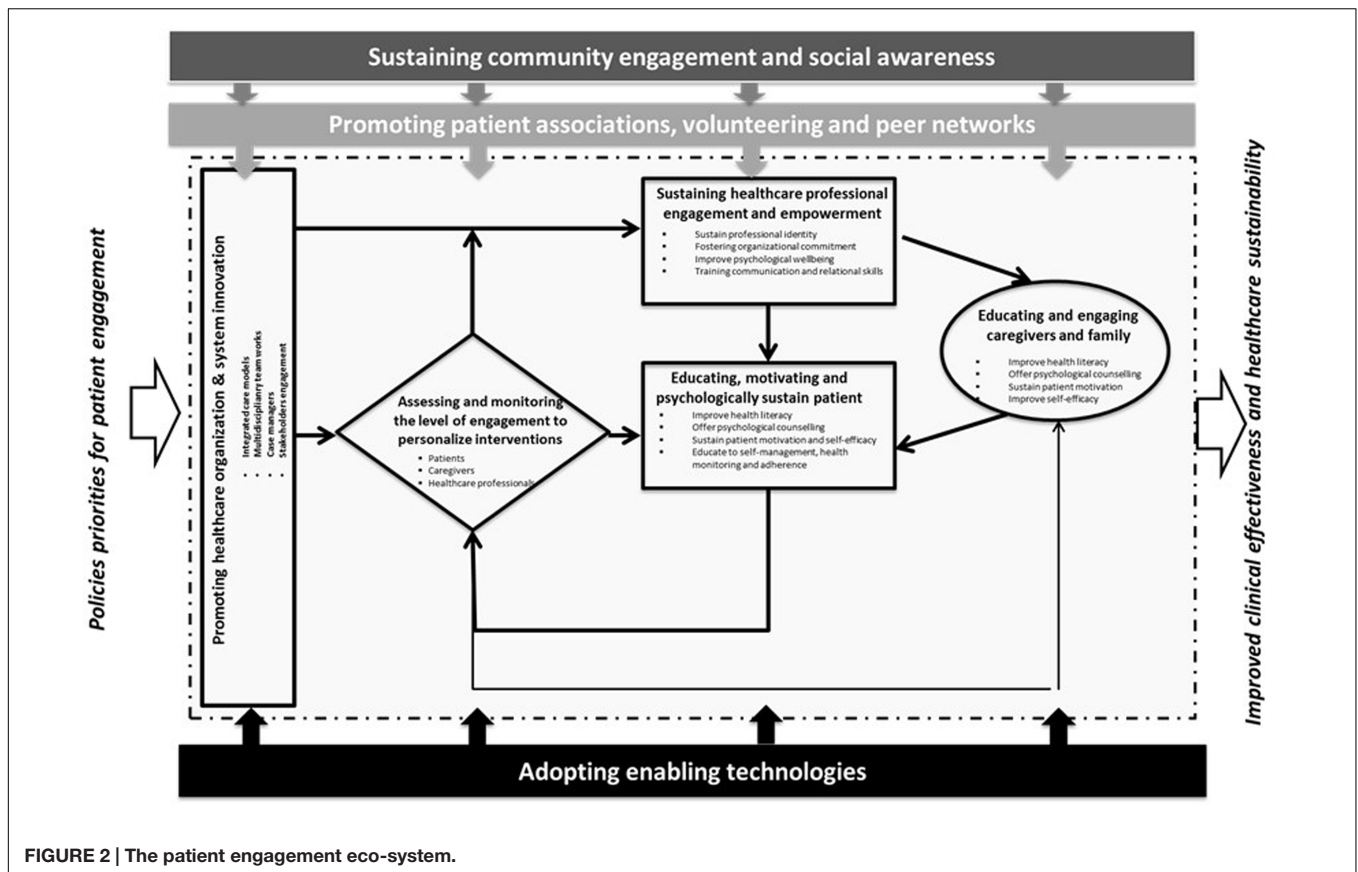 Sustaining community engagement and social awareness
Promoting patient associations, volunteering and peer networks
Policies priorities for patient engagement
Promoting healthcare organization & system innovation
▪ Integrated care models
▪ Multidisciplianry team works
▪ Case managers
▪ Stakeholders engagement
Assessing and monitoring
the level of engagement to
personalize interventions
▪ Patients
▪ Caregivers
▪ Healthcare professionals
Sustaining healthcare professional
engagement and empowerment
▪ Sustain professional identity
▪ Fostering organizational commitment
▪ Improve psychological wellbeing
▪ Training communication and relational skills
Educating, motivating and
psychologically sustain patient
▪ Improve health literacy
▪ Offer psychological counselling
▪ Sustain patient motivation and self-efficacy
▪ Educate to self-management, health
monitoring and adherence
Educating and engaging
caregivers and family
▪ Improve health literacy
▪ Offer psychological counselling
▪ Sustain patient motivation
▪ Improve self-efficacy
Improved clinical effectiveness and healthcare sustainability
Adopting enabling technologies
FIGURE 2 | The patient engagement eco-system.